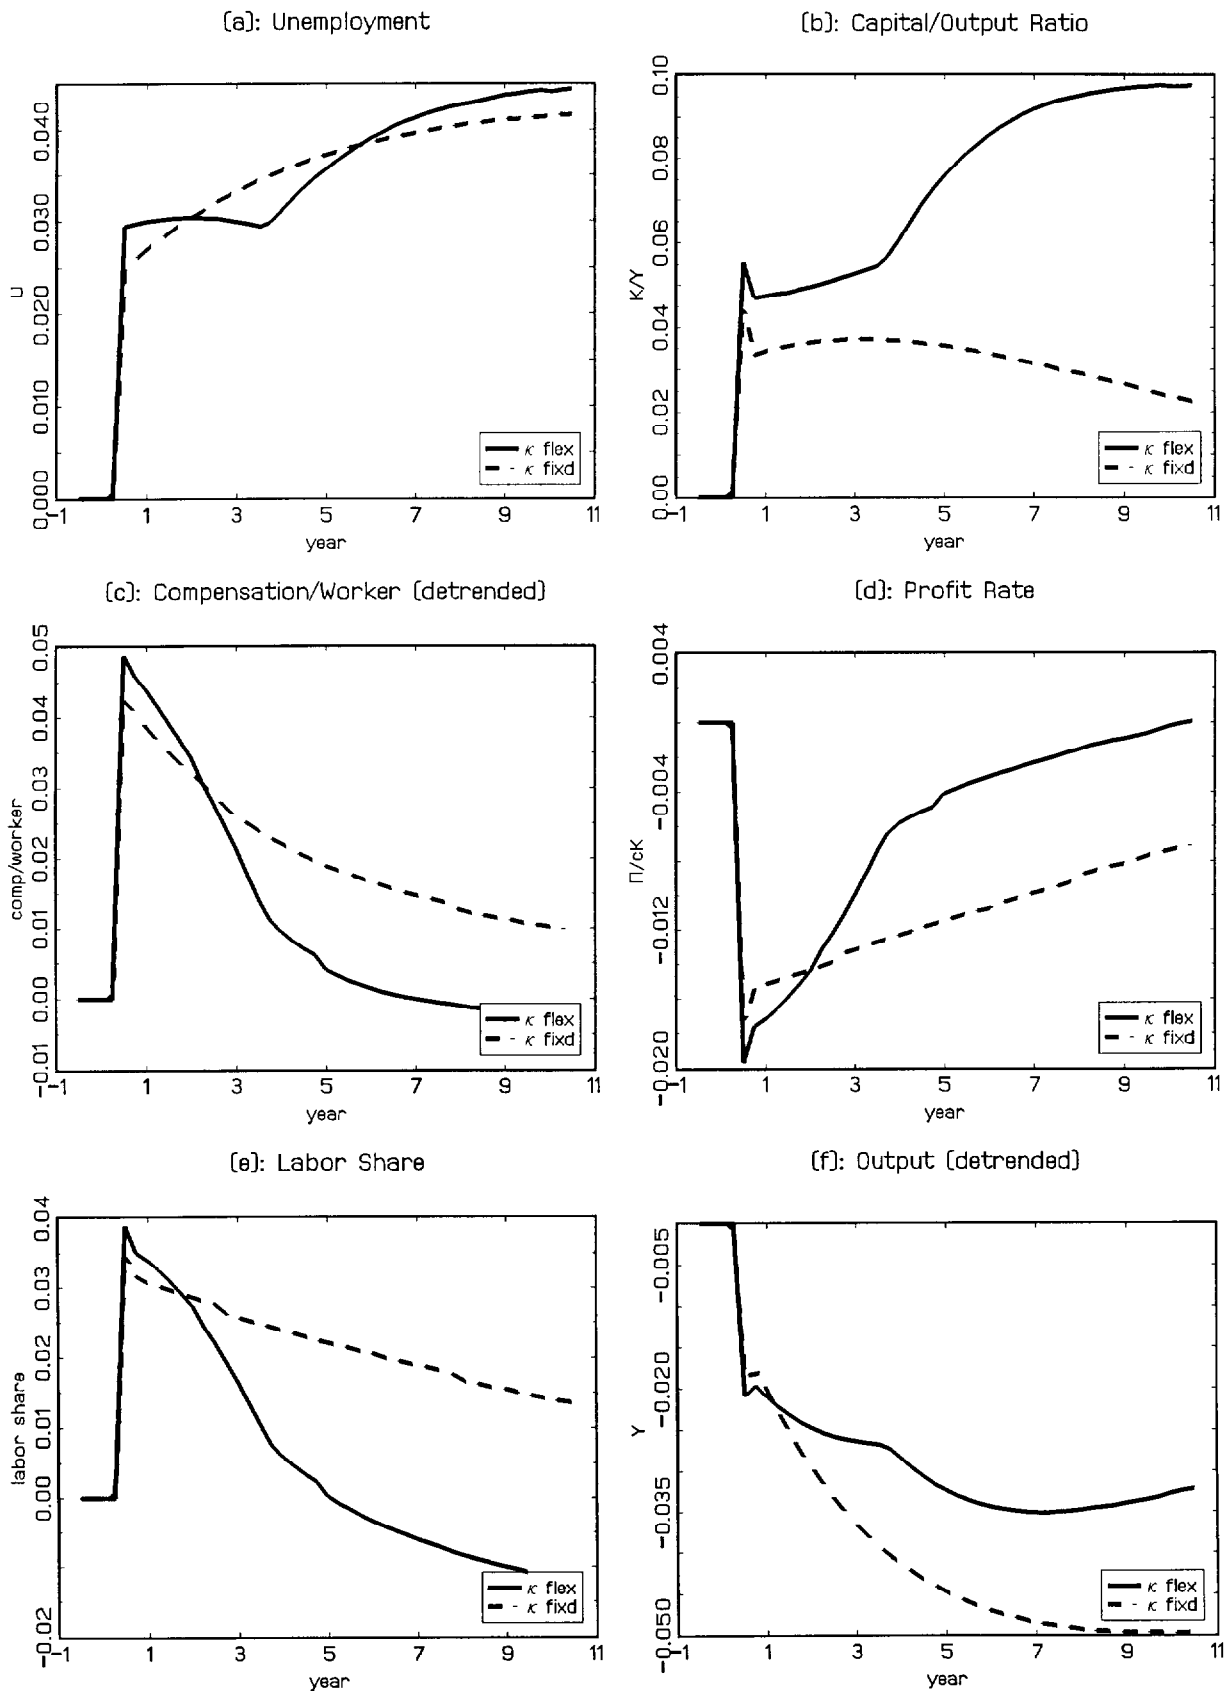 (a): Unemployment
U
0.000 0.010 0.020 0.030 0.040
κ flex
κ fixd
-1 1 3 5 7 9 11
year
(b): Capital/Output Ratio
K/Y
0.0 0.02 0.04 0.06 0.08 0.10
κ flex
κ fixd
-1 1 3 5 7 9 11
year
(c): Compensation/Worker (detrended)
comp/worker
-0.01 0.00 0.01 0.02 0.03 0.04 0.05
κ flex
κ fixd
-1 1 3 5 7 9 11
year
(d): Profit Rate
Π/cK
-0.020 -0.012 -0.004 0.004
κ flex
κ fixd
-1 1 3 5 7 9 11
year
(e): Labor Share
labor share
-0.02 0.00 0.01 0.02 0.03 0.04
κ flex
κ fixd
-1 1 3 5 7 9 11
year
(f): Output (detrended)
Y
-0.050 -0.035 -0.020 -0.005
κ flex
κ fixd
-1 1 3 5 7 9 11
year